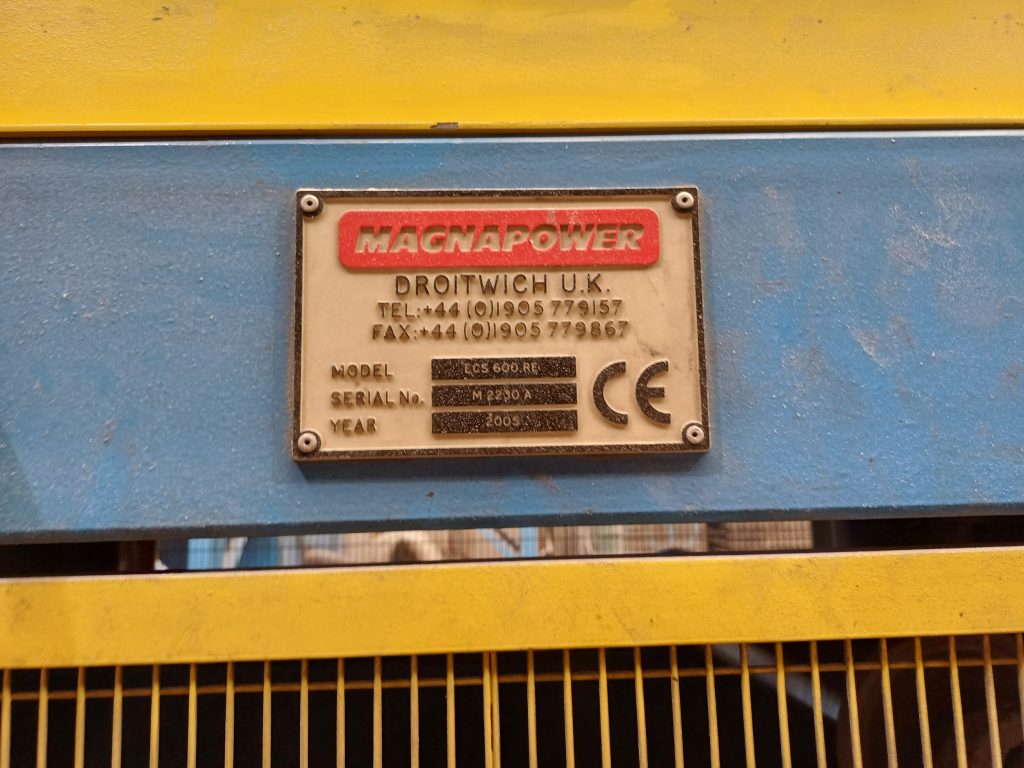 MAGNAPOWER
DROITWICH U.K.
TEL:+44 (0)1905 779157
FAX:+44 (0)1905 779867
MODEL ECS 600.RE
SERIAL No. M 2230 A
YEAR 2005
CE